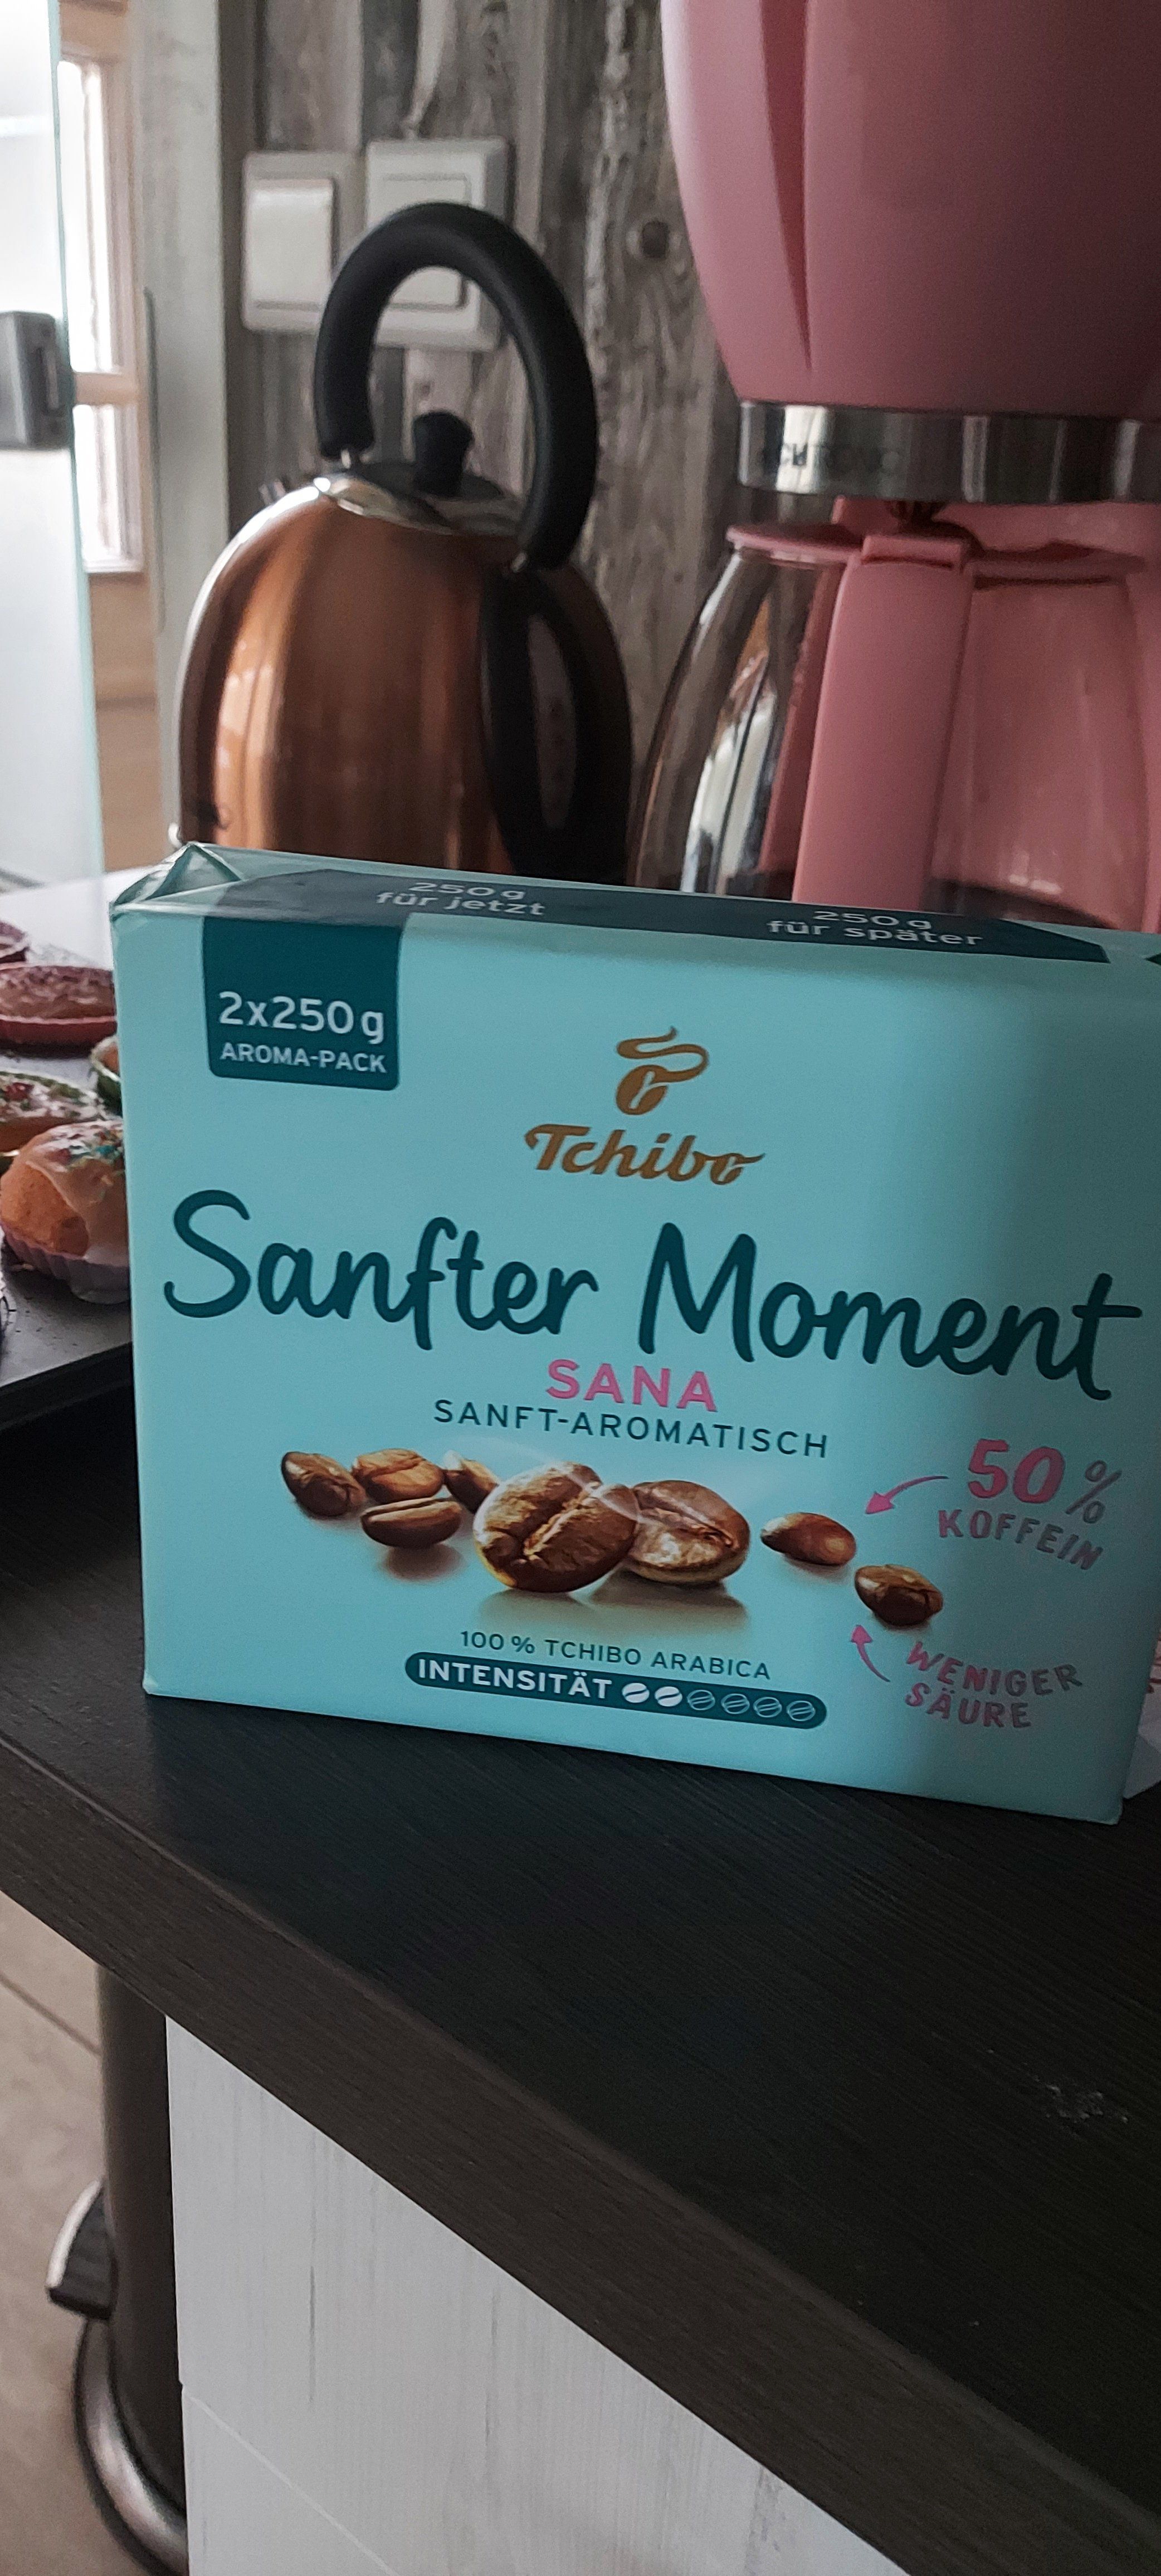 250g
für jetzt
250g
für später
2x250g
AROMA-PACK
Tchibo
Sanfter Moment
SANA
SANFT-AROMATISCH
50%
KOFFEIN
100 % TCHIBO ARABICA
INTENSITÄT
WENIGER
SÄURE